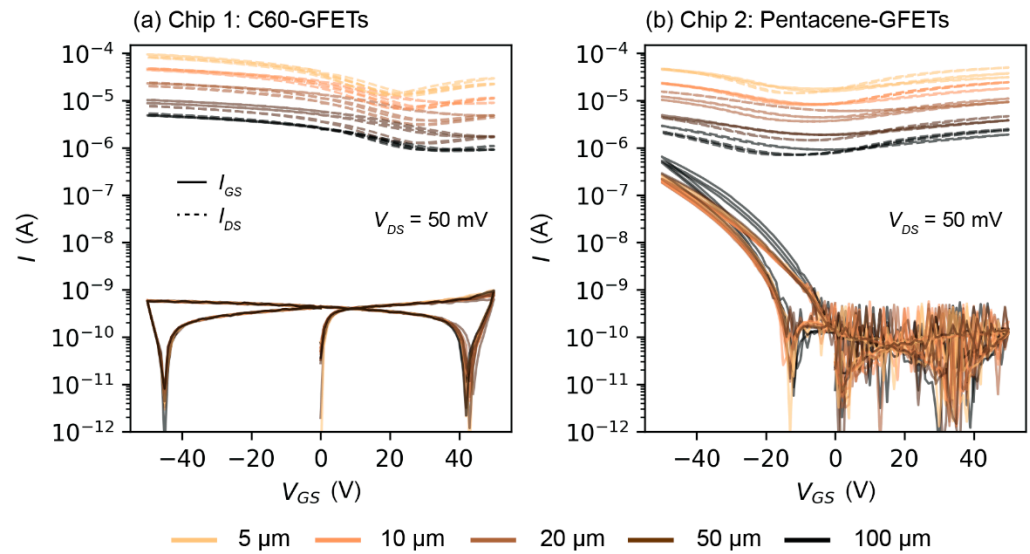 (a) Chip 1: C60-GFETs
(b) Chip 2: Pentacene-GFETs
10⁻⁴
10⁻⁵
10⁻⁶
10⁻⁷
10⁻⁸
10⁻⁹
10⁻¹⁰
10⁻¹¹
10⁻¹²
I (A)
I_GS
I_DS
V_DS = 50 mV
−40 −20 0 20 40
V_GS (V)
10⁻⁴
10⁻⁵
10⁻⁶
10⁻⁷
10⁻⁸
10⁻⁹
10⁻¹⁰
10⁻¹¹
10⁻¹²
I (A)
V_DS = 50 mV
−40 −20 0 20 40
V_GS (V)
5 µm 10 µm 20 µm 50 µm 100 µm